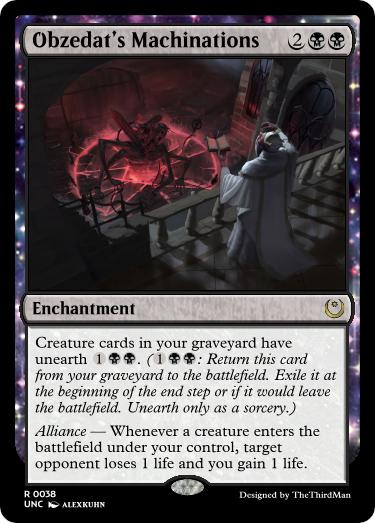 Obzedat's Machinations 2
Enchantment
Creature cards in your graveyard have
unearth 1. (1: Return this card
from your graveyard to the battlefield. Exile it at
the beginning of the end step or if it would leave
the battlefield. Unearth only as a sorcery.)
Alliance — Whenever a creature enters the
battlefield under your control, target
opponent loses 1 life and you gain 1 life.
R 0038
UNC ALEXKUHN
Designed by TheThirdMan